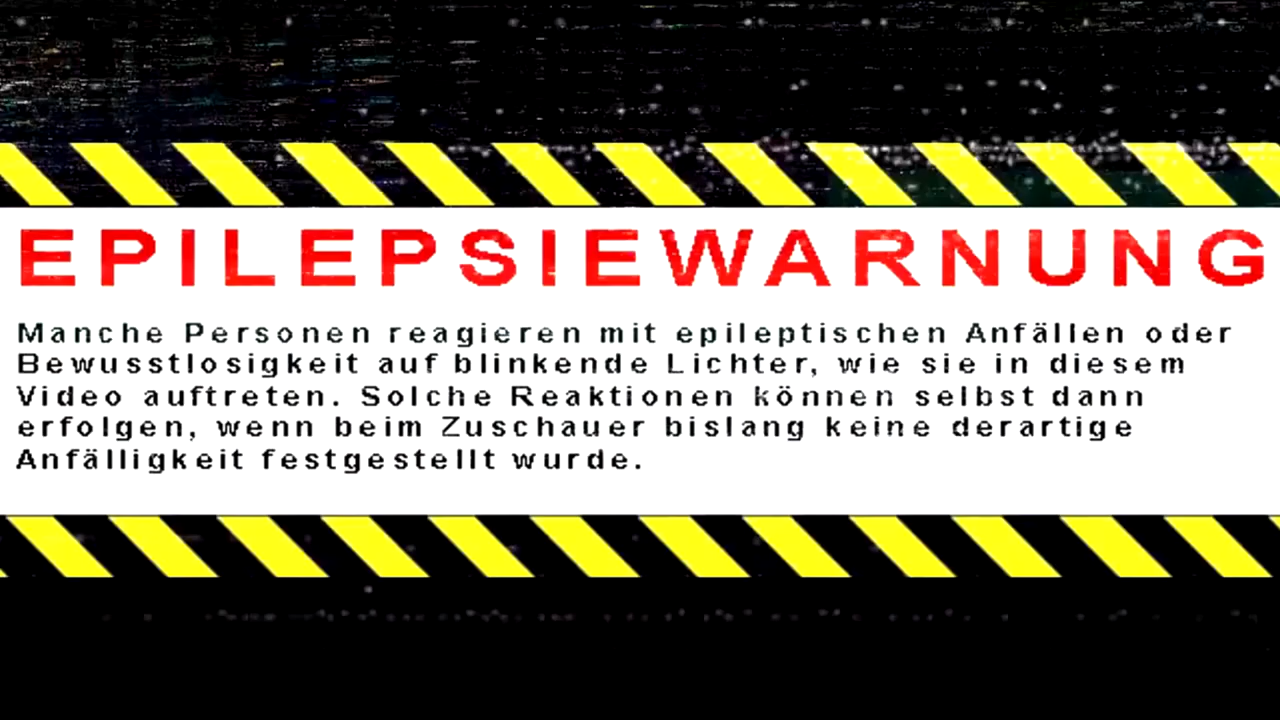 EPILEPSIEWARNUNG
Manche Personen reagieren mit epileptischen Anfällen oder
Bewusstlosigkeit auf blinkende Lichter, wie sie in diesem
Video auftreten. Solche Reaktionen können selbst dann
erfolgen, wenn beim Zuschauer bislang keine derartige
Anfälligkeit festgestellt wurde.